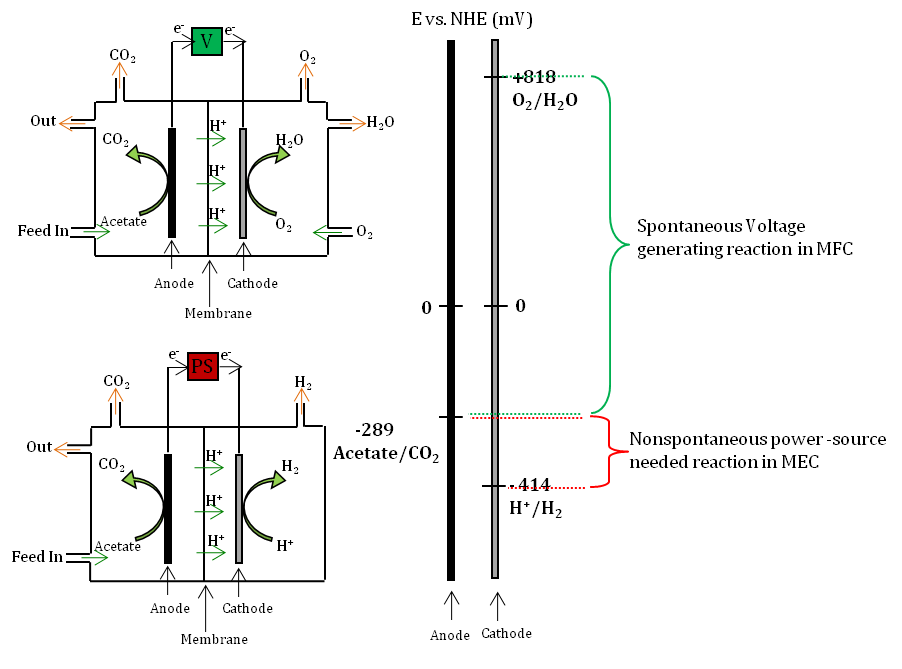 e⁻ V e⁻
CO₂
O₂
Out
H₂O
CO₂
H⁺
H₂O
H⁺
H⁺
Acetate
O₂
Feed In
O₂
Anode
Cathode
Membrane
e⁻ PS e⁻
CO₂
H₂
Out
CO₂
H⁺
H₂
H⁺
H⁺
Acetate
H⁺
Feed In
Anode
Cathode
Membrane
E vs. NHE (mV)
+818
O₂/H₂O
Spontaneous Voltage
generating reaction in MFC
0
0
-289
Acetate/CO₂
Nonspontaneous power -source
needed reaction in MEC
-414
H⁺/H₂
Anode
Cathode